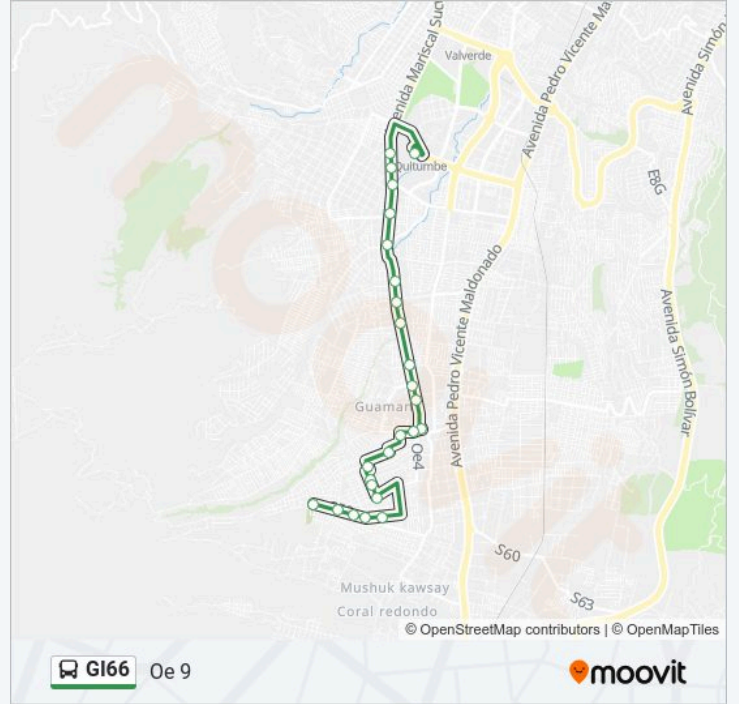 Avenida Mariscal Suc
Valverde
Avenida Pedro Vicente Ma
Avenida Simón
Quitumbe
E8G
Avenida Pedro Vicente Maldonado
Avenida Simón Bolívar
Guaman
Oe4
S60
S63
Mushuk kawsay
Coral redondo
© OpenStreetMap contributors | © OpenMapTiles
GI66 Oe 9
moovit